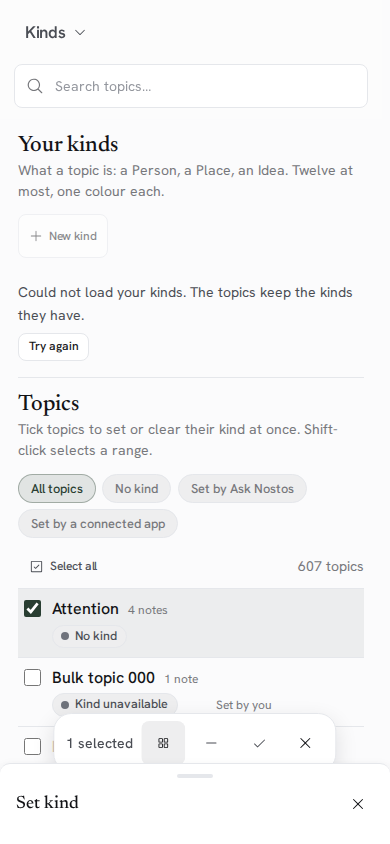 Kinds
Search topics...
Your kinds
What a topic is: a Person, a Place, an Idea. Twelve at
most, one colour each.
New kind
Could not load your kinds. The topics keep the kinds
they have.
Try again
Topics
Tick topics to set or clear their kind at once. Shift-
click selects a range.
All topics No kind Set by Ask Nostos
Set by a connected app
Select all 607 topics
Attention 4 notes
No kind
Bulk topic 000 1 note
Kind unavailable Set by you
1 selected
Set kind